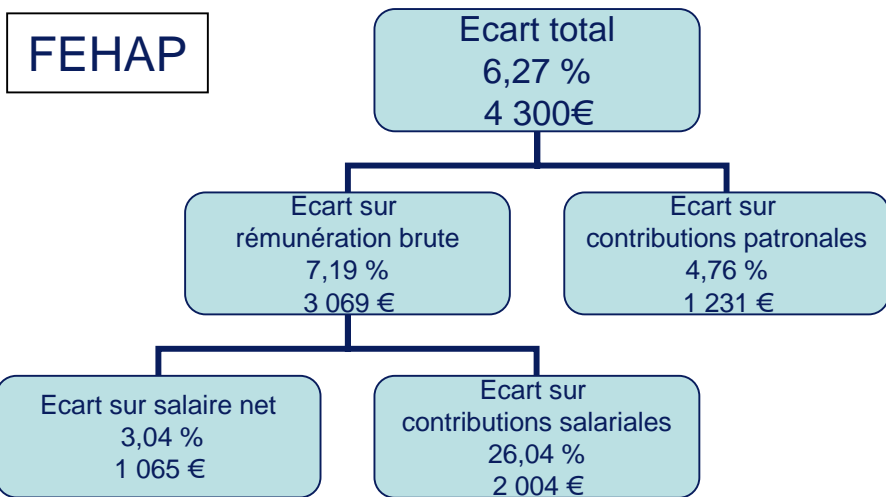 FEHAP
Ecart total
6,27 %
4 300€
Ecart sur
rémunération brute
7,19 %
3 069 €
Ecart sur
contributions patronales
4,76 %
1 231 €
Ecart sur salaire net
3,04 %
1 065 €
Ecart sur
contributions salariales
26,04 %
2 004 €